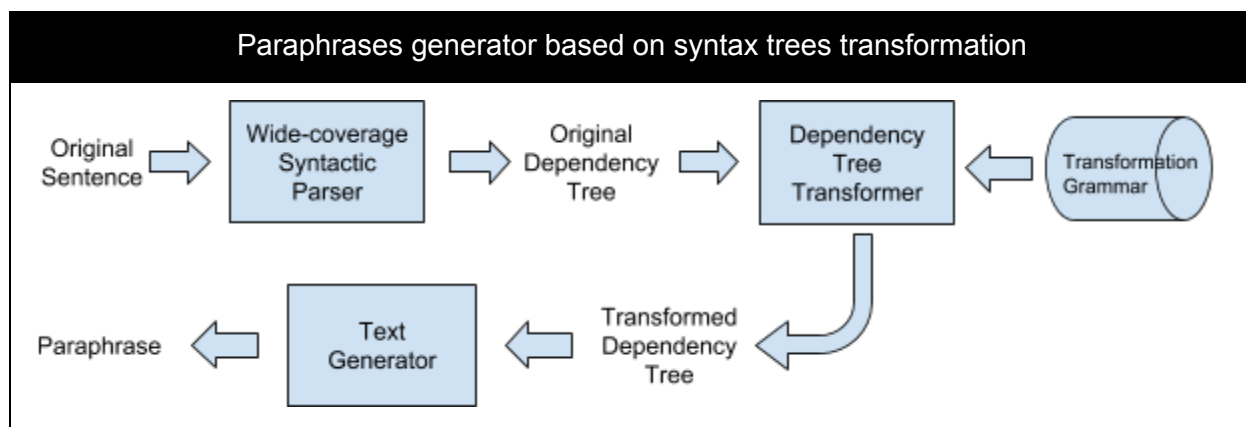 Paraphrases generator based on syntax trees transformation
Original
Sentence
Wide-coverage
Syntactic
Parser
Original
Dependency
Tree
Dependency
Tree
Transformer
Transformation
Grammar
Paraphrase
Text
Generator
Transformed
Dependency
Tree